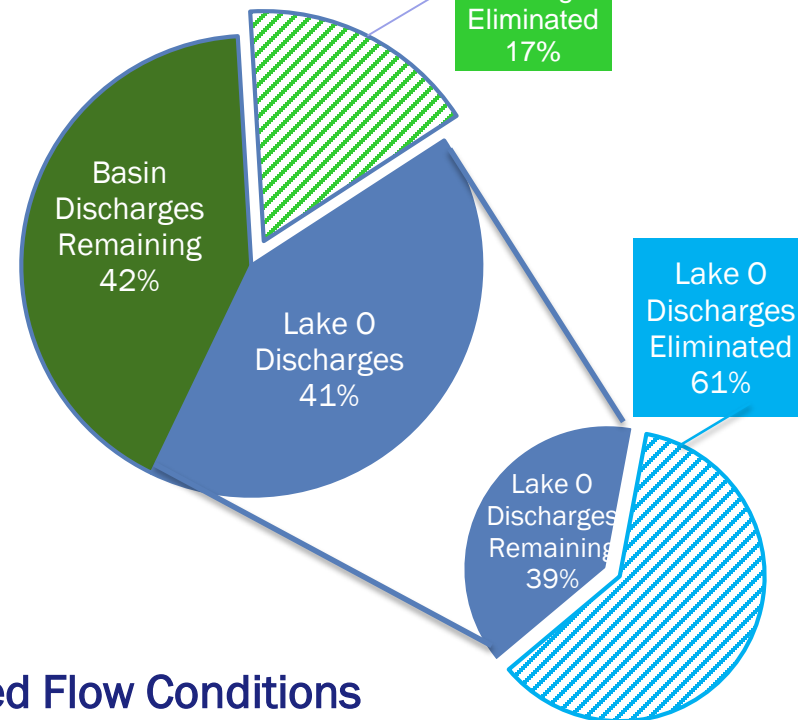 Eliminated
17%
Basin
Discharges
Remaining
42%
Lake O
Discharges
41%
Lake O
Discharges
Eliminated
61%
Lake O
Discharges
Remaining
39%
Flow Conditions